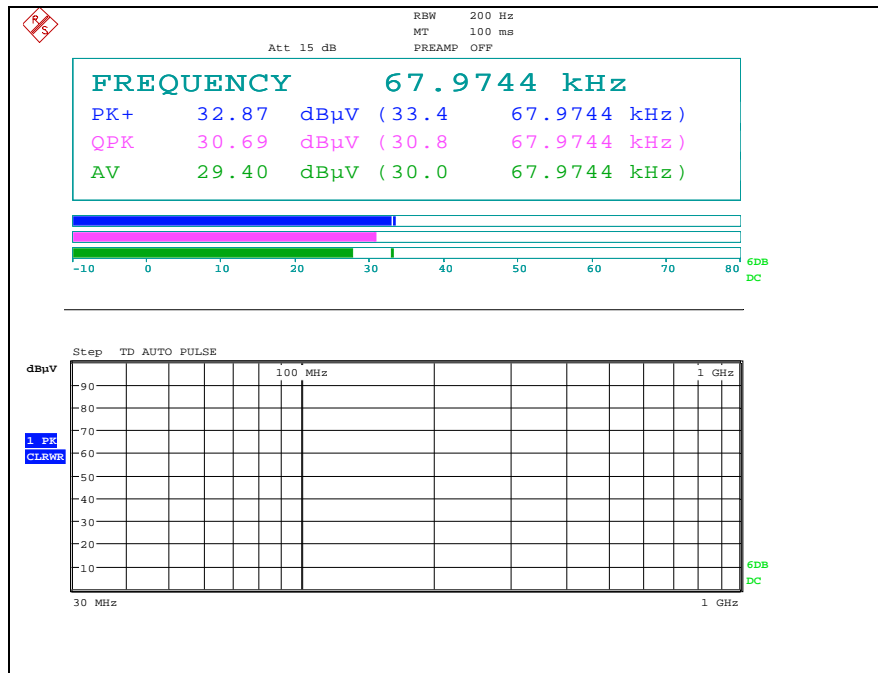 R S
RBW 200 Hz
MT 100 ms
Att 15 dB PREAMP OFF
FREQUENCY 67.9744 kHz
PK+ 32.87 dBµV (33.4 67.9744 kHz)
QPK 30.69 dBµV (30.8 67.9744 kHz)
AV 29.40 dBµV (30.0 67.9744 kHz)
-10 0 10 20 30 40 50 60 70 80
6DB
DC
Step TD AUTO PULSE
dBµV
100 MHz 1 GHz
90
80
70
1 PK
CLRWR
60
50
40
30
20
10
6DB
DC
30 MHz 1 GHz